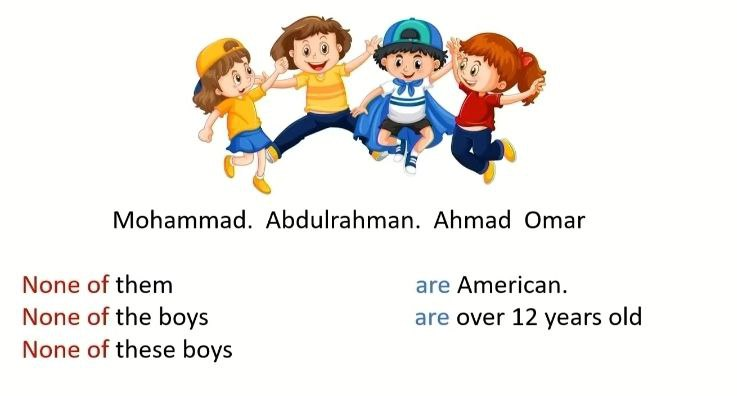 Mohammad.  Abdulrahman.  Ahmad  Omar
None of them are American.
None of the boys are over 12 years old
None of these boys